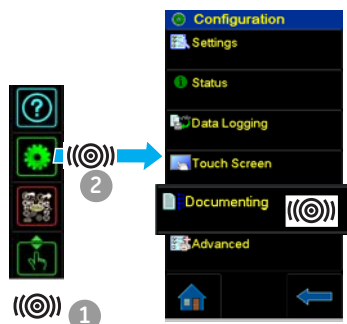 Configuration
Settings
Status
Data Logging
Touch Screen
Documenting
Advanced
?
2
1